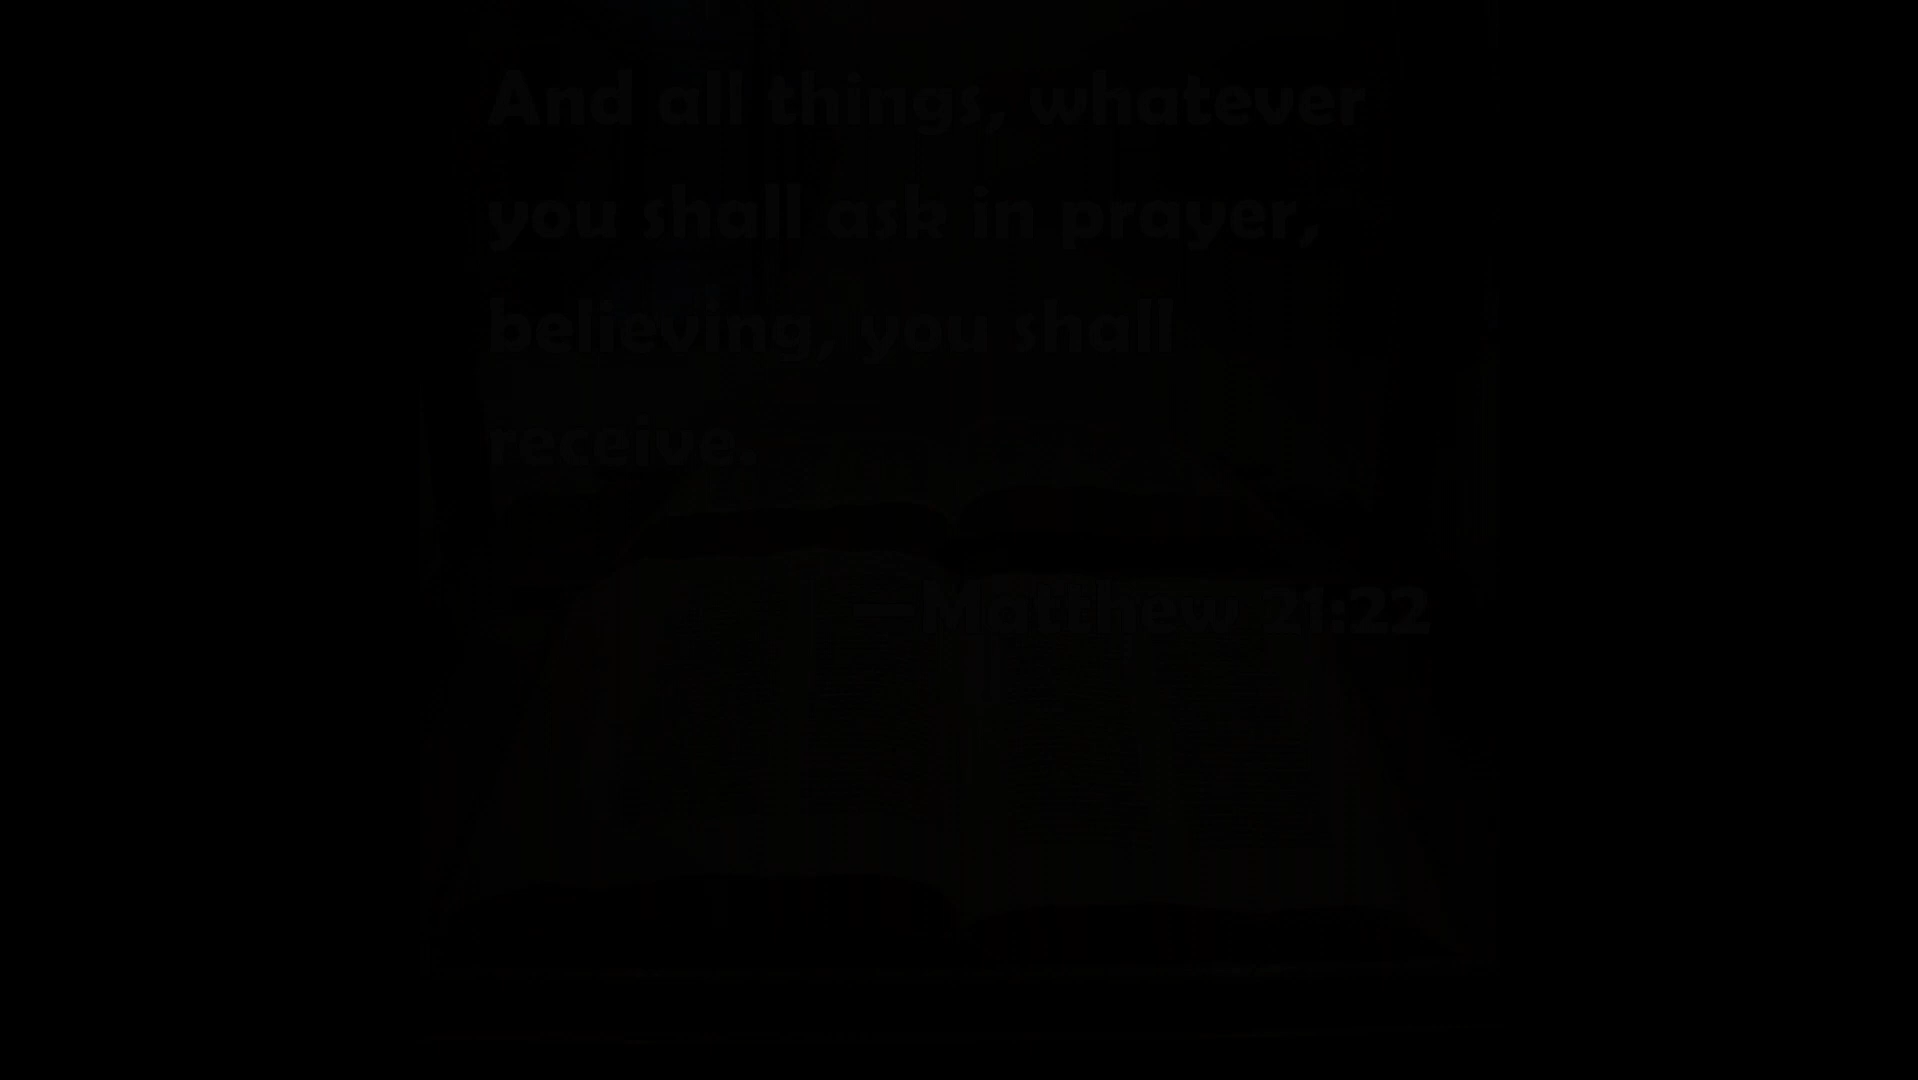 And all things, whatever
you shall ask in prayer,
believing, you shall
receive.
—Matthew 21:22